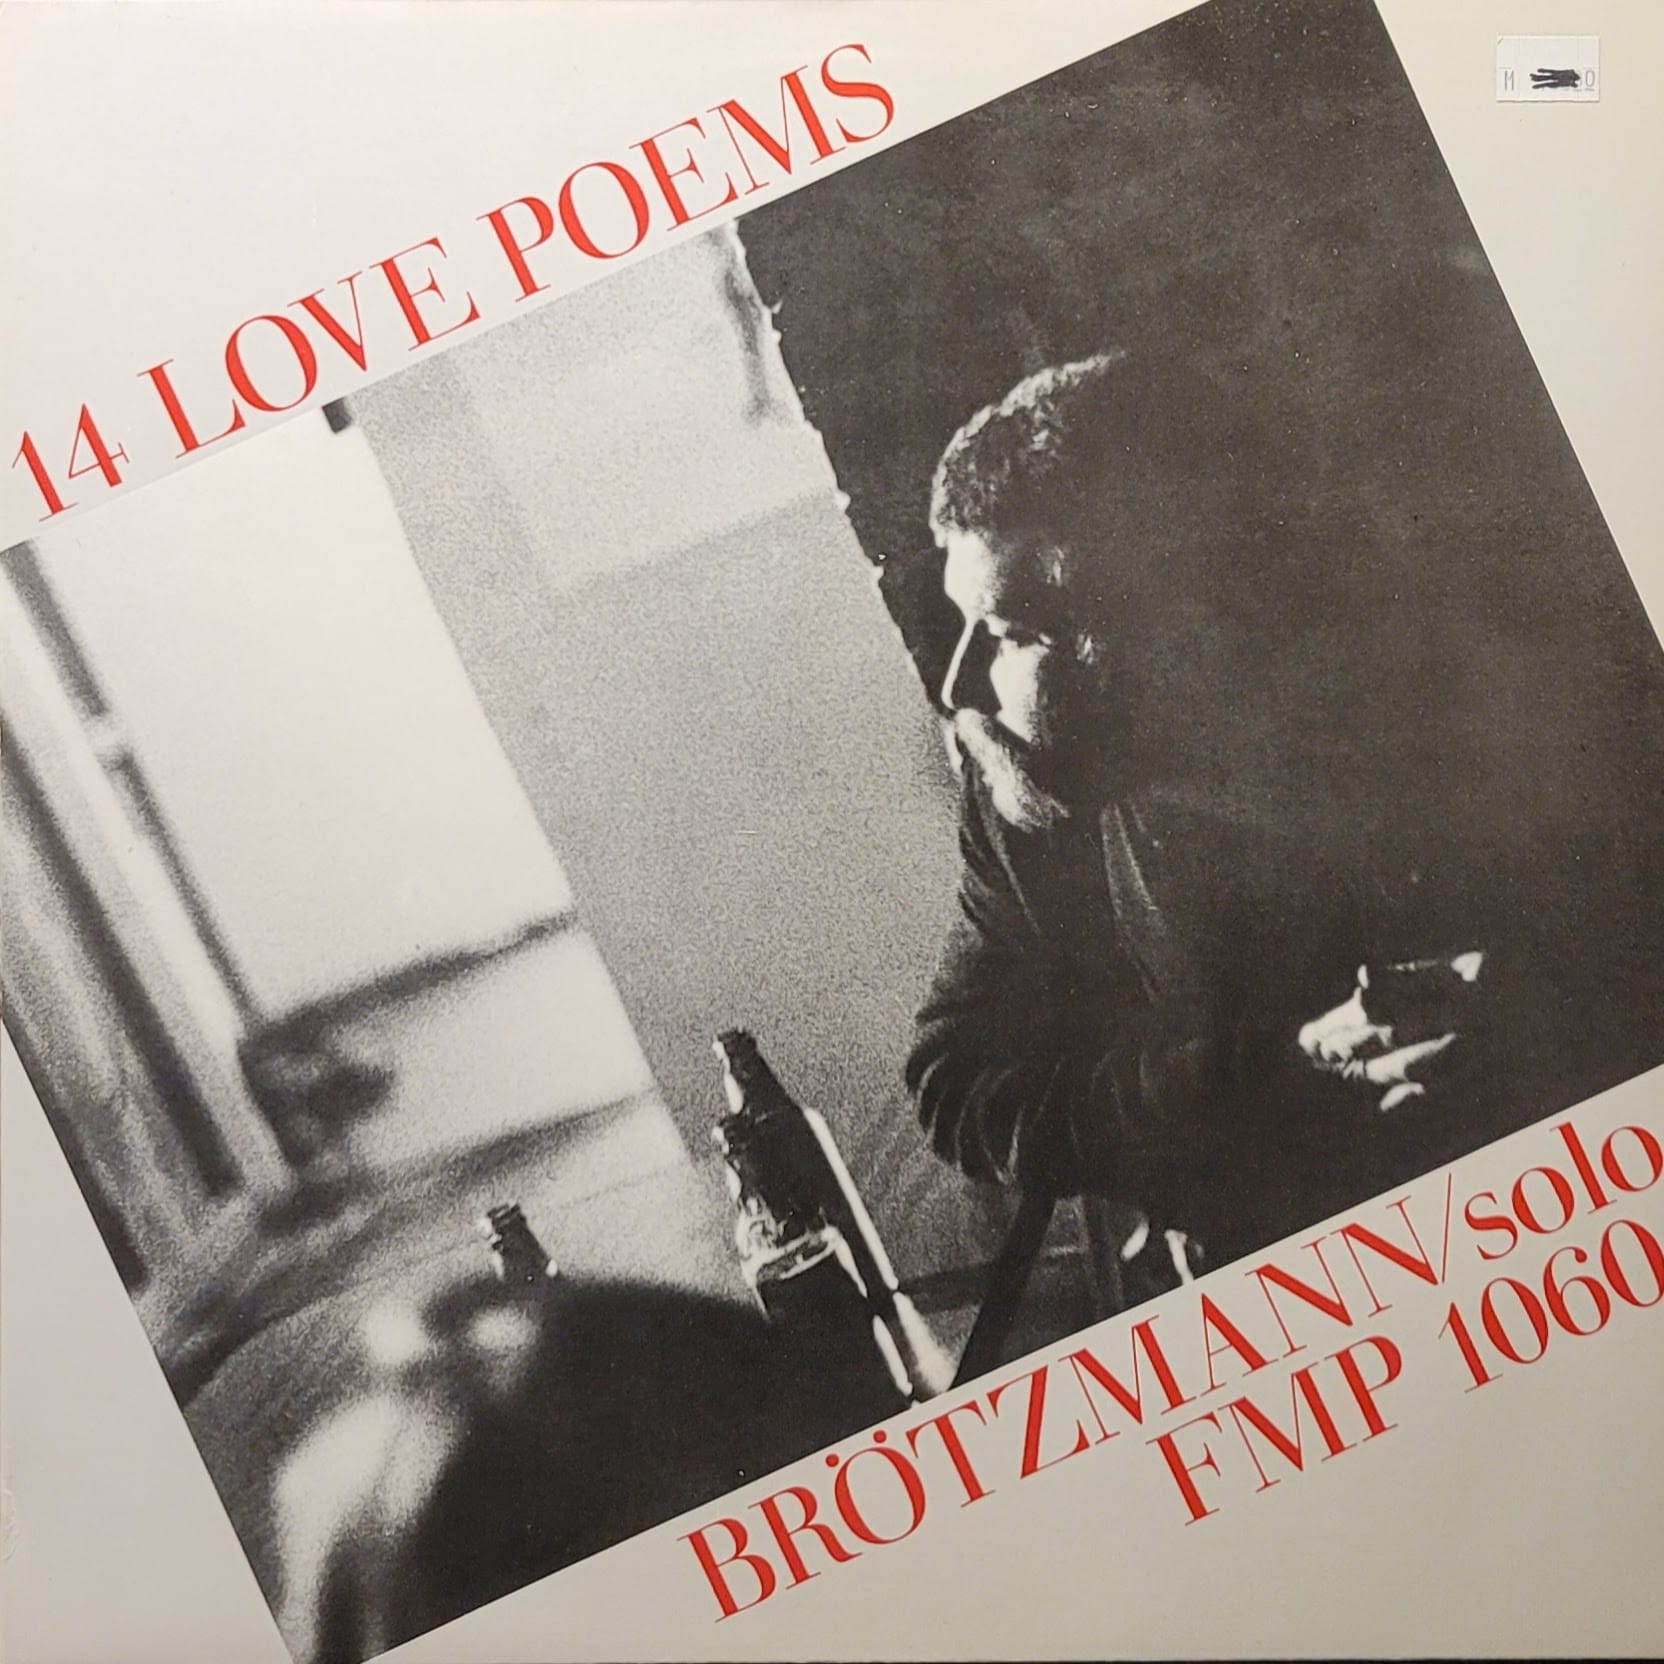 14 LOVE POEMS
BRÖTZMANN/solo
FMP 1060